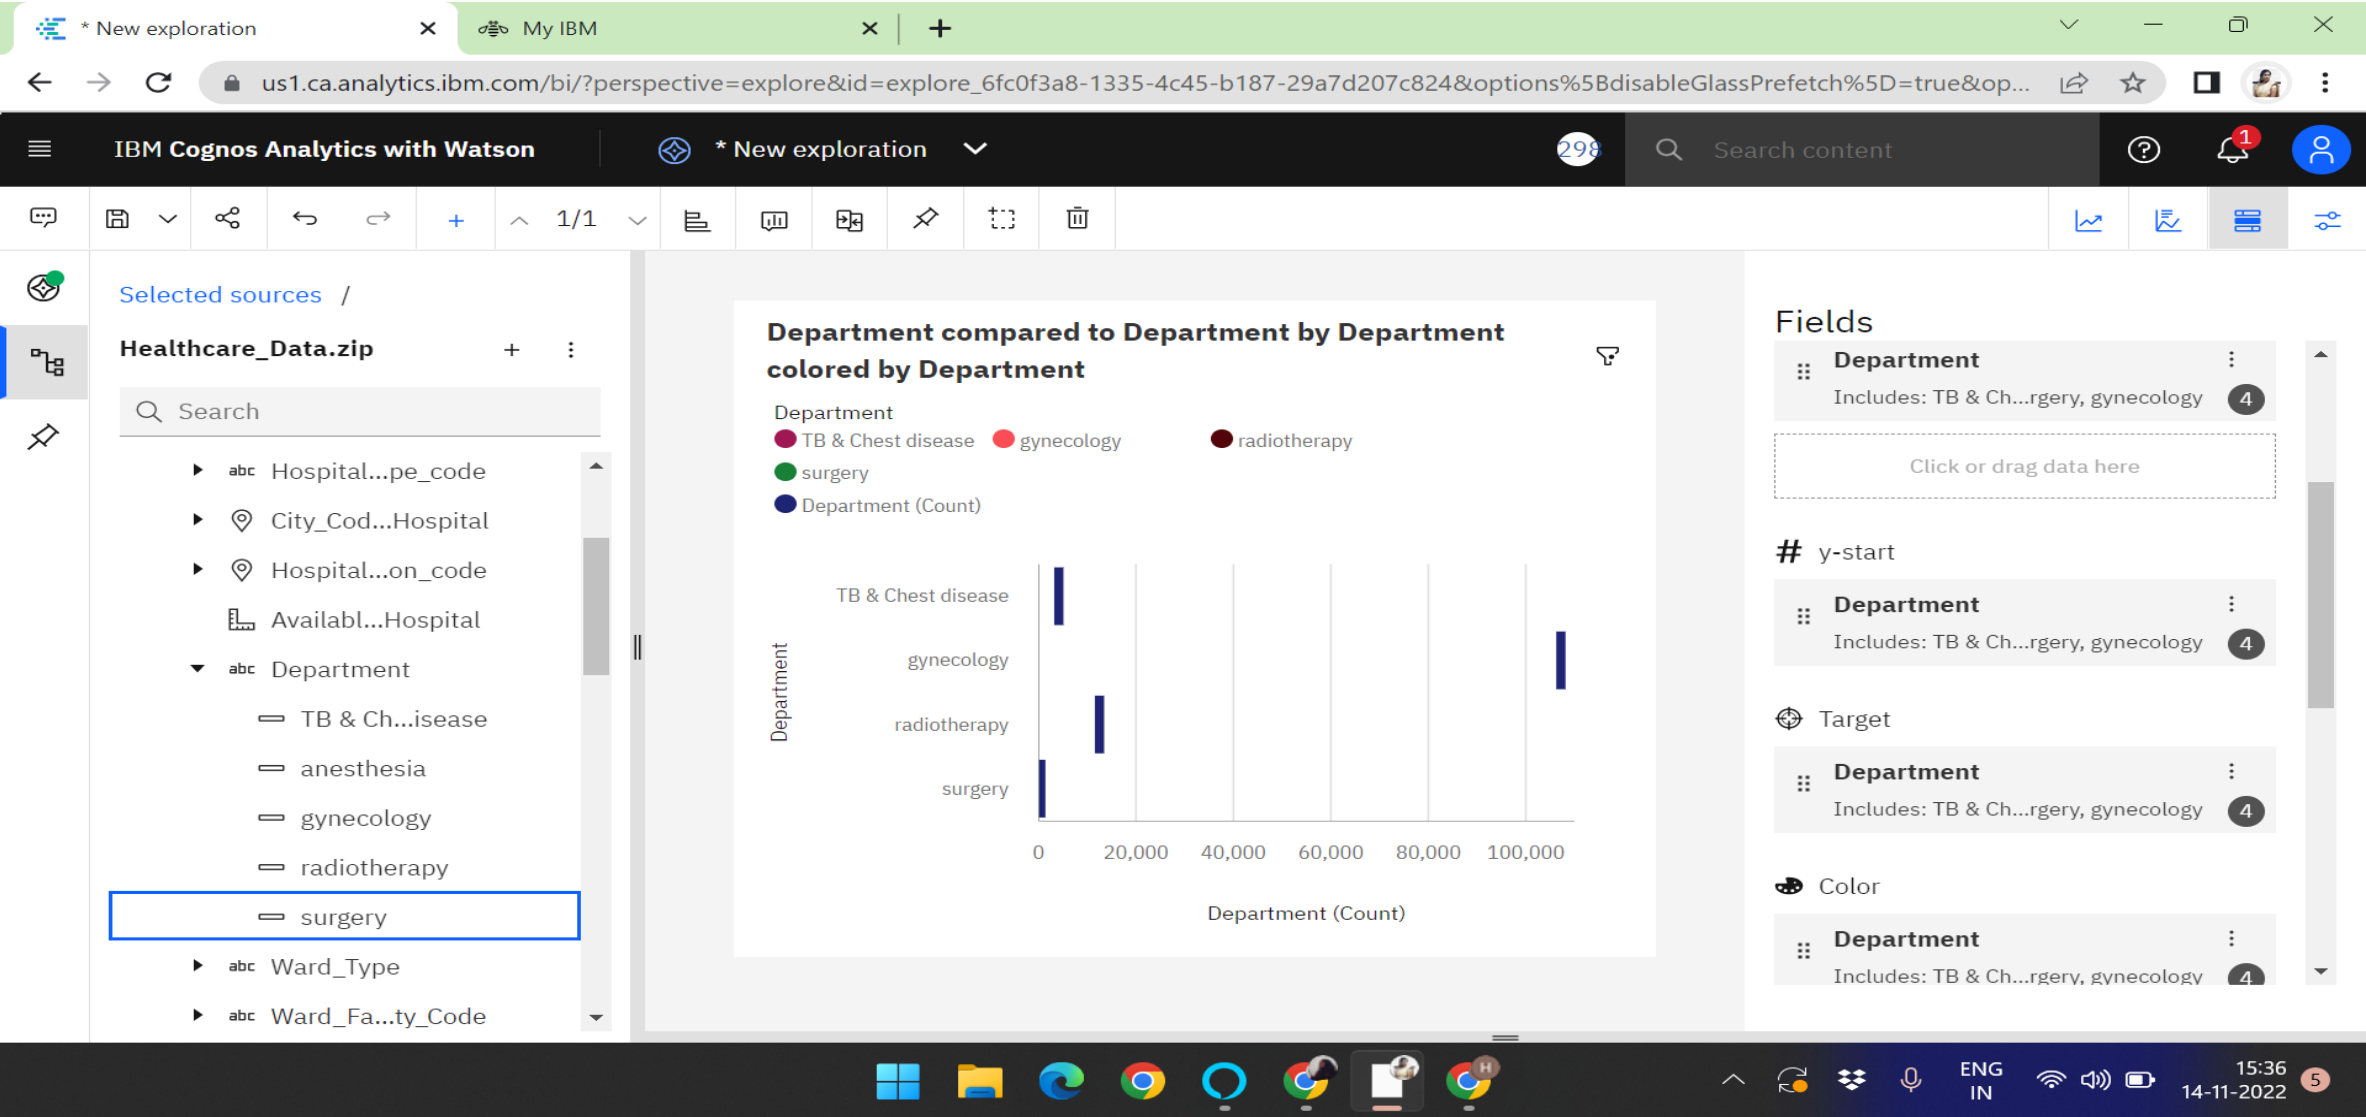 * New exploration
My IBM
us1.ca.analytics.ibm.com/bi/?perspective=explore&id=explore_6fc0f3a8-1335-4c45-b187-29a7d207c824&options%5BdisableGlassPrefetch%5D=true&op...
IBM Cognos Analytics with Watson
* New exploration
298
Search content
1
1/1
Selected sources /
Healthcare_Data.zip
Search
abc Hospital...pe_code
City_Cod...Hospital
Hospital...on_code
Availabl...Hospital
abc Department
TB & Ch...isease
anesthesia
gynecology
radiotherapy
surgery
abc Ward_Type
abc Ward_Fa...ty_Code
Department compared to Department by Department
colored by Department
Department
TB & Chest disease gynecology radiotherapy
surgery
Department (Count)
Department
TB & Chest disease
gynecology
radiotherapy
surgery
0 20,000 40,000 60,000 80,000 100,000
Department (Count)
Fields
Department
Includes: TB & Ch...rgery, gynecology 4
Click or drag data here
# y-start
Department
Includes: TB & Ch...rgery, gynecology 4
Target
Department
Includes: TB & Ch...rgery, gynecology 4
Color
Department
Includes: TB & Ch...rgery, gynecology 4
H
ENG
IN
15:36
14-11-2022
5